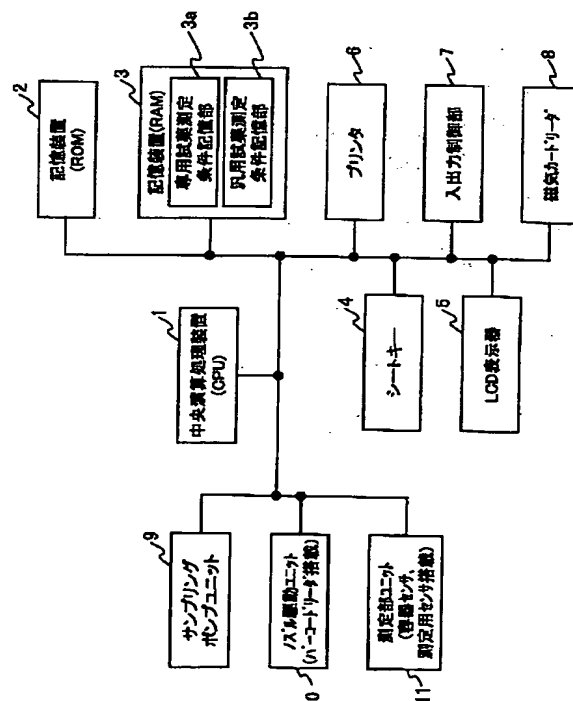 1
中央演算処理装置
(CPU)
2
記憶装置
(ROM)
3
記憶装置(RAM)
3a
専用試薬測定
条件記憶部
3b
汎用試薬測定
条件記憶部
4
シートキー
5
LCD表示器
6
プリンタ
7
入出力制御部
8
磁気カードリーダ
9
サンプリング
ポンプユニット
0
ノズル駆動ユニット
(バーコードリーダ搭載)
11
測定部ユニット
(容器センサ、
測定用センサ搭載)